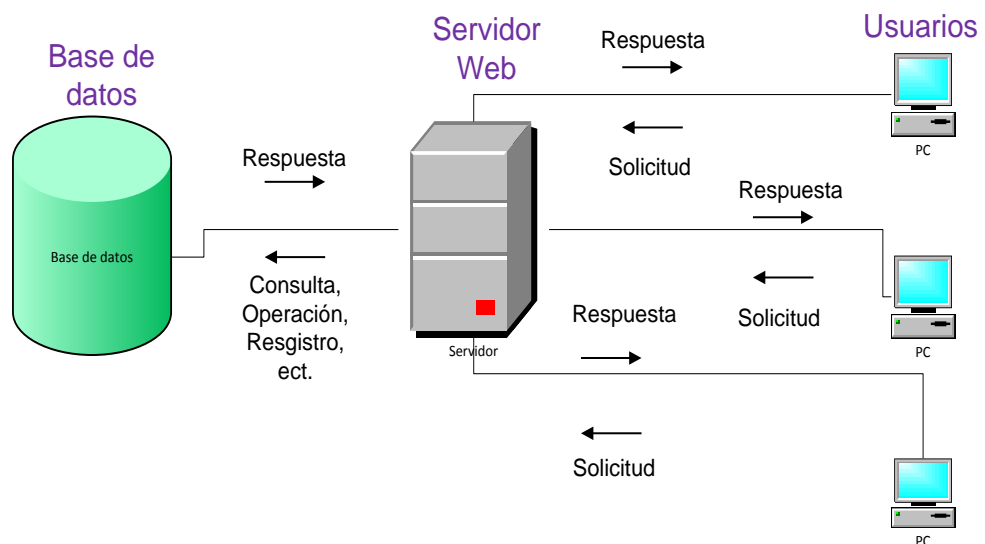 Base de
datos
Servidor
Web
Usuarios
Respuesta
Solicitud
PC
Respuesta
Base de datos
Consulta,
Operación,
Resgistro,
ect.
Servidor
Respuesta
Solicitud
PC
Respuesta
Solicitud
PC